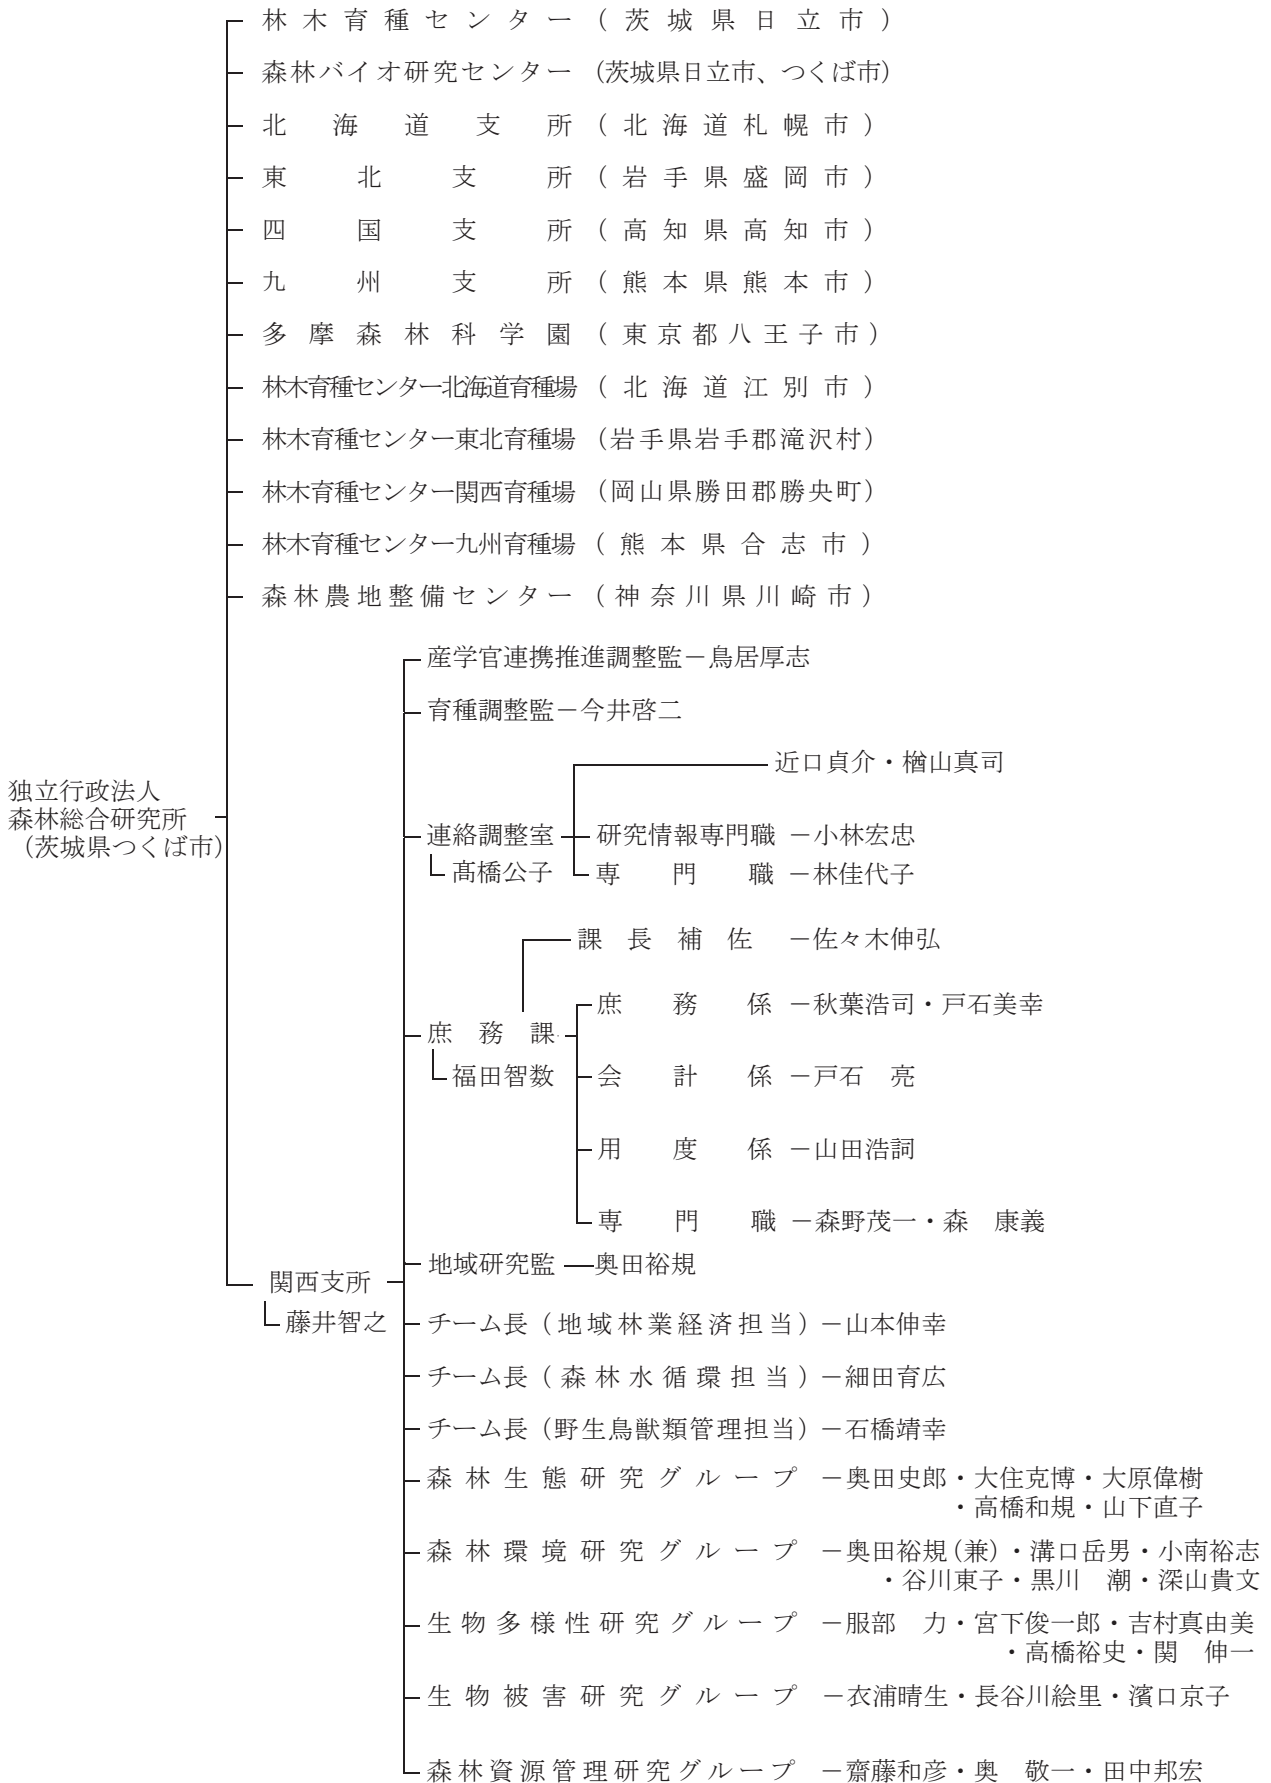 林木育種センター(茨城県日立市)
森林バイオ研究センター(茨城県日立市、つくば市)
北海道支所(北海道札幌市)
東北支所(岩手県盛岡市)
四国支所(高知県高知市)
九州支所(熊本県熊本市)
多摩森林科学園(東京都八王子市)
林木育種センター北海道育種場(北海道江別市)
林木育種センター東北育種場(岩手県岩手郡滝沢村)
林木育種センター関西育種場(岡山県勝田郡勝央町)
林木育種センター九州育種場(熊本県合志市)
森林農地整備センター(神奈川県川崎市)
産学官連携推進調整監－鳥居厚志
育種調整監－今井啓二
近口貞介・楢山真司
独立行政法人
森林総合研究所
(茨城県つくば市)
連絡調整室
研究情報専門職－小林宏忠
髙橋公子
専門職－林佳代子
課長補佐－佐々木伸弘
庶務係－秋葉浩司・戸石美幸
庶務課
福田智数
会計係－戸石　亮
用度係－山田浩詞
専門職－森野茂一・森　康義
地域研究監―奥田裕規
関西支所
藤井智之
チーム長(地域林業経済担当)－山本伸幸
チーム長(森林水循環担当)－細田育広
チーム長(野生鳥獣類管理担当)－石橋靖幸
森林生態研究グループ－奥田史郎・大住克博・大原偉樹
・高橋和規・山下直子
森林環境研究グループ－奥田裕規(兼)・溝口岳男・小南裕志
・谷川東子・黒川　潮・深山貴文
生物多様性研究グループ－服部　力・宮下俊一郎・吉村真由美
・高橋裕史・関　伸一
生物被害研究グループ－衣浦晴生・長谷川絵里・濱口京子
森林資源管理研究グループ－齋藤和彦・奥　敬一・田中邦宏